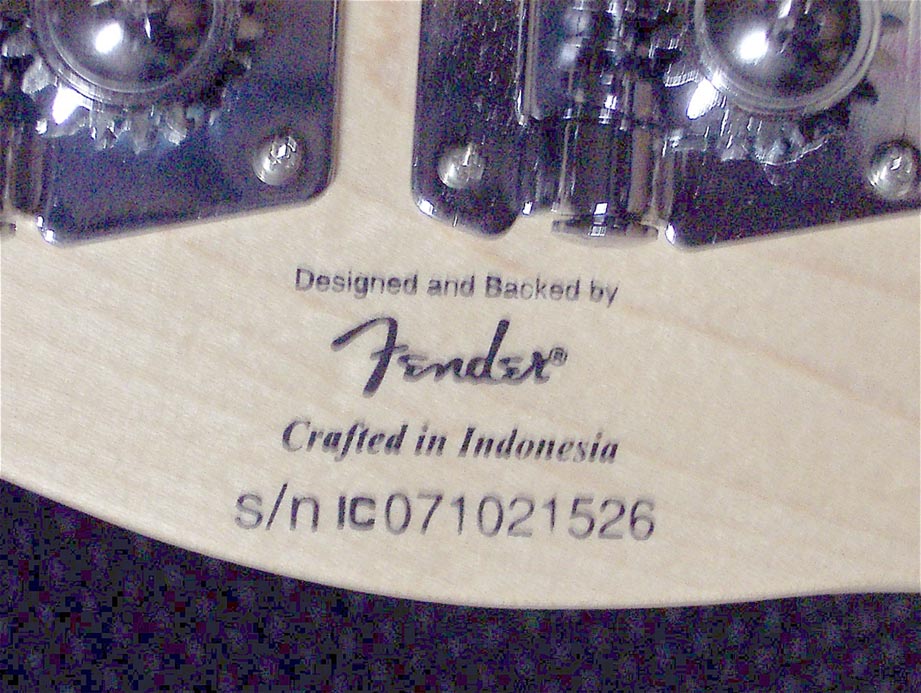 Designed and Backed by
Fender®
Crafted in Indonesia
s/n IC071021526